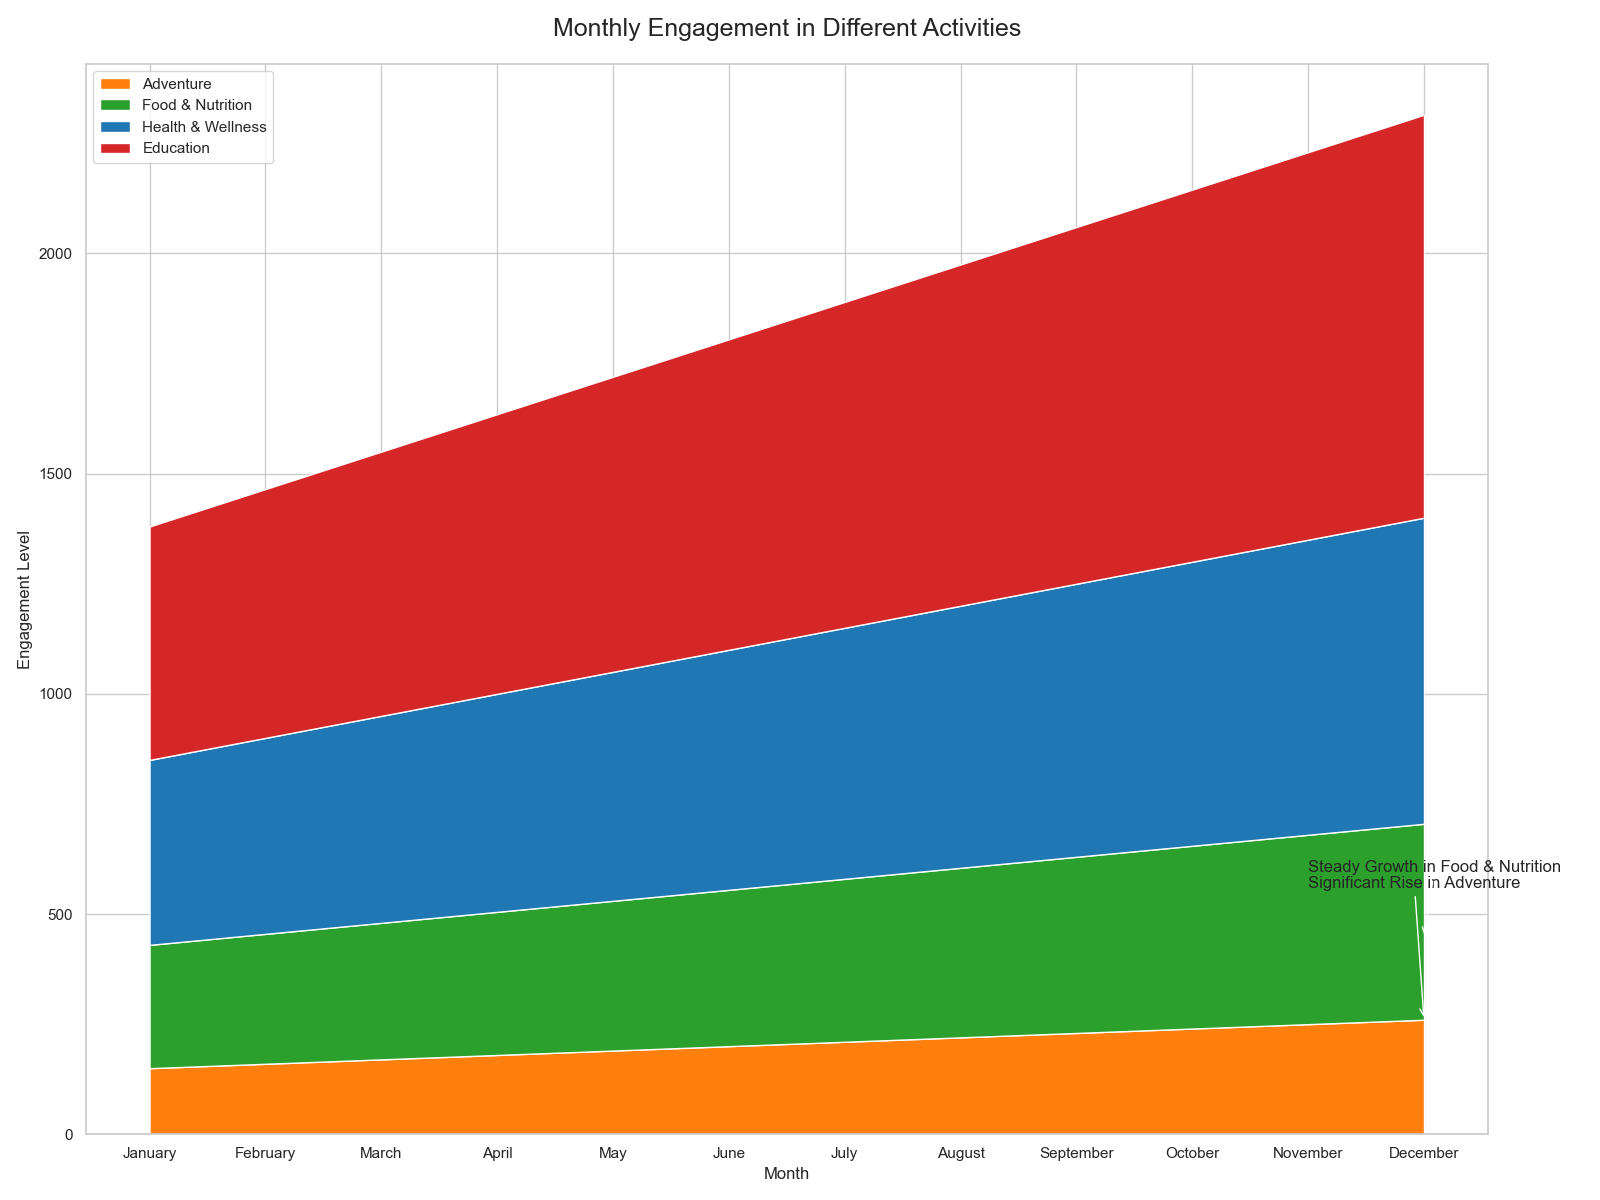 Monthly Engagement in Different Activities
Adventure
Food & Nutrition
Health & Wellness
Education
2000
1500
1000
500
0
Engagement Level
Steady Growth in Food & Nutrition
Significant Rise in Adventure
January
February
March
April
May
June
July
August
September
October
November
December
Month